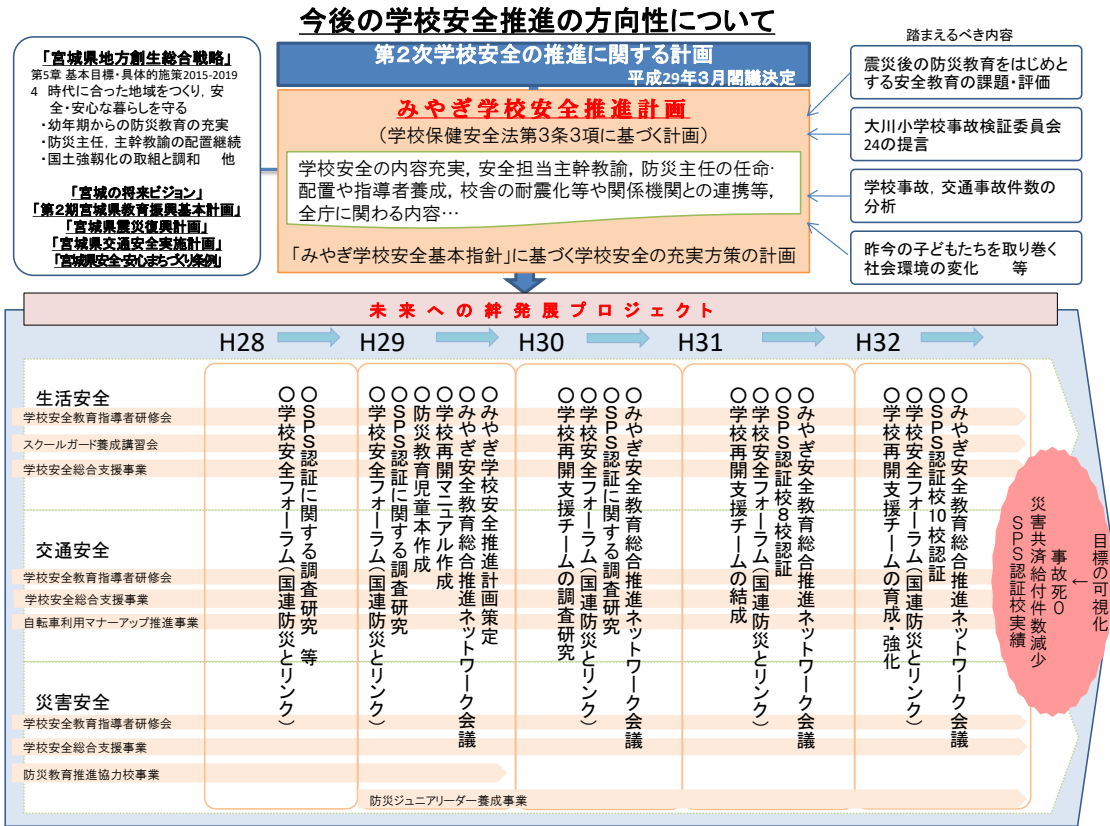 今後の学校安全推進の方向性について
「宮城県地方創生総合戦略」
第5章 基本目標・具体的施策2015-2019
4 時代に合った地域をつくり，安
全・安心な暮らしを守る
・幼年期からの防災教育の充実
・防災主任，主幹教諭の配置継続
・国土強靱化の取組と調和 他
「宮城の将来ビジョン」
「第2期宮城県教育振興基本計画」
「宮城県震災復興計画」
「宮城県交通安全実施計画」
「宮城県安全・安心まちづくり条例」
第２次学校安全の推進に関する計画
平成29年３月閣議決定
みやぎ学校安全推進計画
（学校保健安全法第３条３項に基づく計画）
学校安全の内容充実，安全担当主幹教諭，防災主任の任命・
配置や指導者養成，校舎の耐震化等や関係機関との連携等，
全庁に関わる内容…
「みやぎ学校安全基本指針」に基づく学校安全の充実方策の計画
踏まえるべき内容
震災後の防災教育をはじめと
する安全教育の課題・評価
大川小学校事故検証委員会
24の提言
学校事故，交通事故件数の
分析
昨今の子どもたちを取り巻く
社会環境の変化 等
未来への絆発展プロジェクト
H28
H29
H30
H31
H32
生活安全
学校安全教育指導者研修会
スクールガード養成講習会
学校安全総合支援事業
交通安全
学校安全教育指導者研修会
学校安全総合支援事業
自転車利用マナーアップ推進事業
災害安全
学校安全教育指導者研修会
学校安全総合支援事業
防災教育推進協力校事業
防災ジュニアリーダー養成事業
○ＳＰＳ認証に関する調査研究 等
○学校安全フォーラム（国連防災とリンク）
○みやぎ学校安全推進計画策定
○みやぎ安全教育総合推進ネットワーク会議
○学校再開マニュアル作成
○防災教育児童本作成
○ＳＰＳ認証に関する調査研究
○学校安全フォーラム（国連防災とリンク）
○みやぎ安全教育総合推進ネットワーク会議
○ＳＰＳ認証に関する調査研究
○学校安全フォーラム（国連防災とリンク）
○学校再開支援チームの調査研究
○みやぎ安全教育総合推進ネットワーク会議
○ＳＰＳ認証校８校認証
○学校安全フォーラム（国連防災とリンク）
○学校再開支援チームの結成
○みやぎ安全教育総合推進ネットワーク会議
○ＳＰＳ認証校10校認証
○学校安全フォーラム（国連防災とリンク）
○学校再開支援チームの育成・強化
目標の可視化
↓
事故死０
災害共済給付件数減少
ＳＰＳ認証校実績